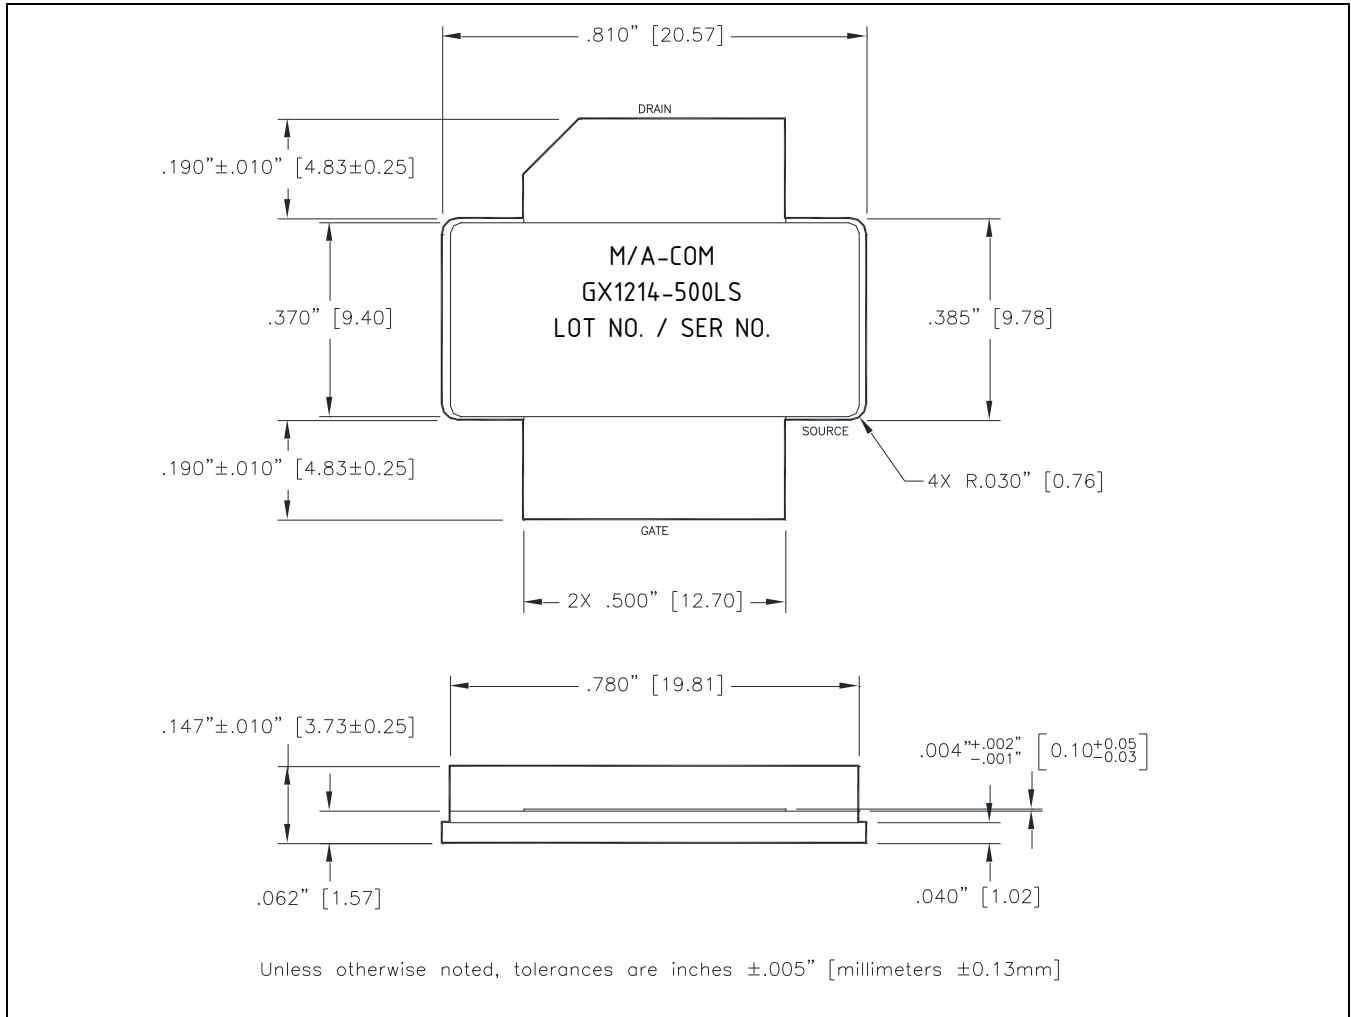 .810” [20.57]
DRAIN
.190”±.010” [4.83±0.25]
M/A-COM
GX1214-500LS
LOT NO. / SER NO.
.370” [9.40]
.385” [9.78]
SOURCE
.190”±.010” [4.83±0.25]
4X R.030” [0.76]
GATE
2X .500” [12.70]
.780” [19.81]
.147”±.010” [3.73±0.25]
.004”+.002” -.001” [0.10+0.05 -0.03]
.062” [1.57]
.040” [1.02]
Unless otherwise noted, tolerances are inches ±.005” [millimeters ±0.13mm]